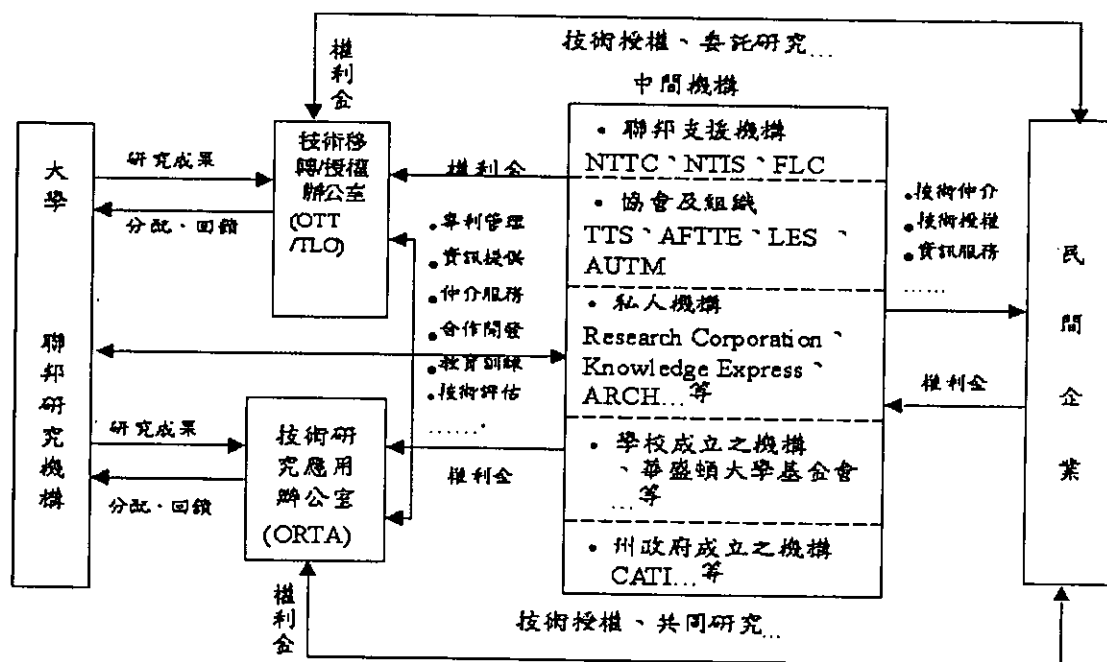 技術授權、委託研究...
權利金
中間機構
大學
聯邦研究機構
研究成果
分配、回饋
技術移
轉/授權
辦公室
(OTT
/TLO)
權利金
•專利管理
•資訊提供
•仲介服務
•合作開發
•教育訓練
•技術評估
.......
• 聯邦支援機構
NTTC、NTIS、FLC
• 協會及組織
TTS、AFTTE、LES 、
AUTM
• 私人機構
Research Corporation、
Knowledge Express、
ARCH...等
• 學校成立之機構
、華盛頓大學基金會
...等
• 州政府成立之機構
CATI...等
•技術仲介
•技術授權
•資訊服務
......
權利金
民間企業
研究成果
分配、回饋
技術研
究應用
辦公室
(ORTA)
權利金
權利金
技術授權、共同研究...